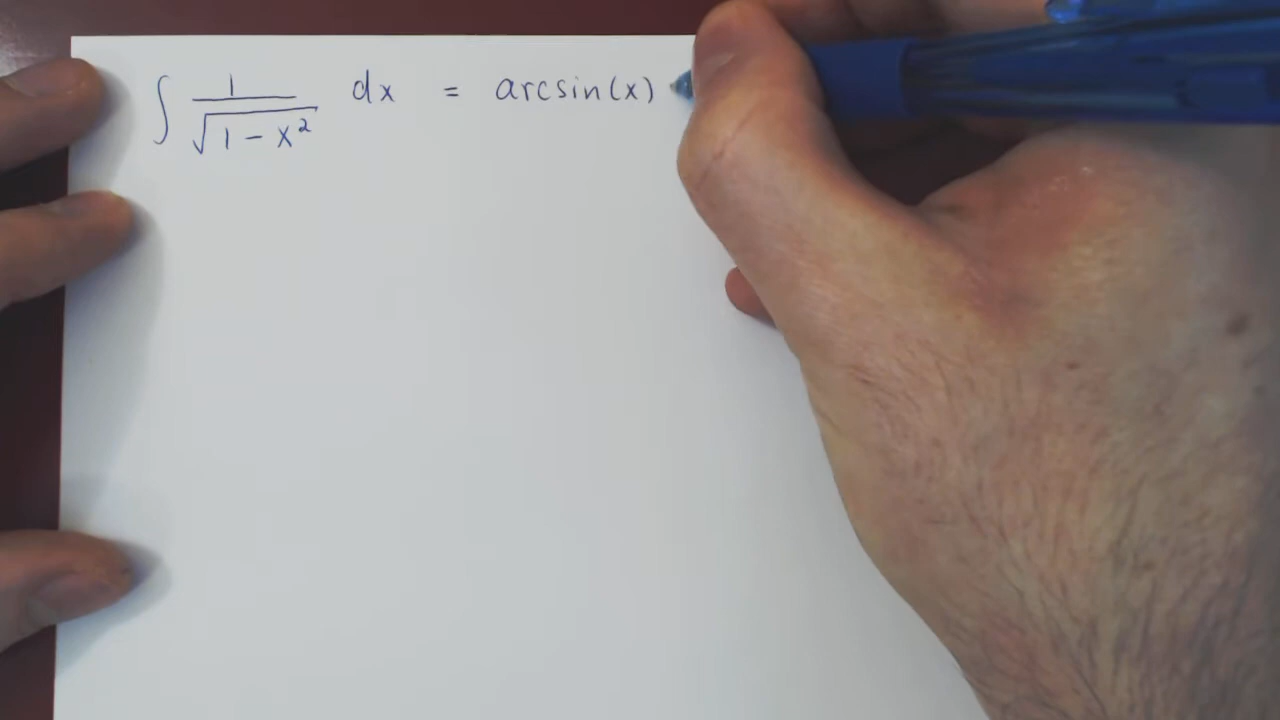 ∫ 1/√(1 - x²) dx = arcsin(x)